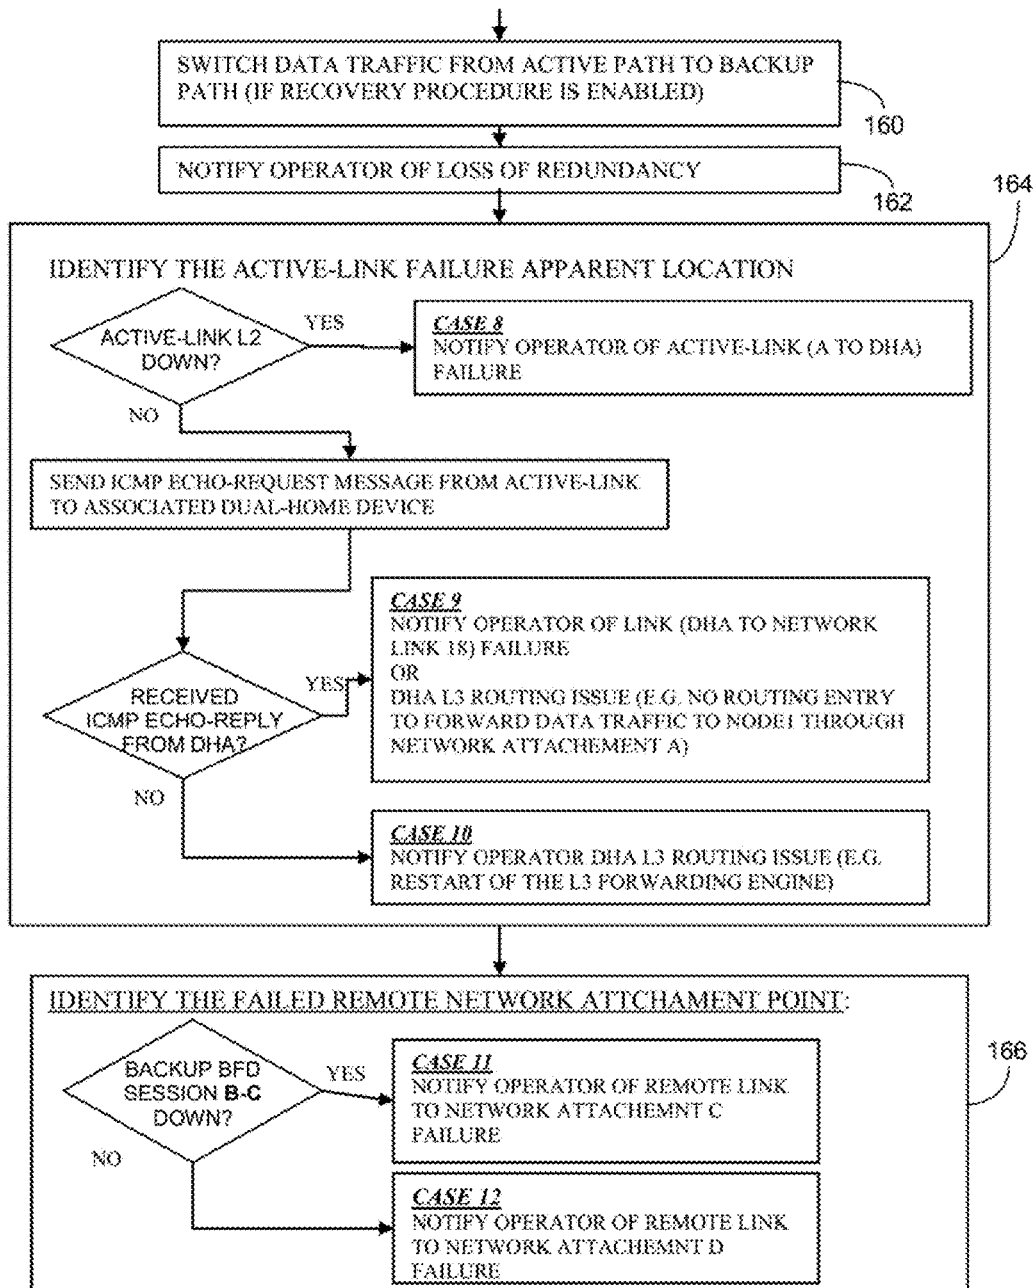 SWITCH DATA TRAFFIC FROM ACTIVE PATH TO BACKUP
PATH (IF RECOVERY PROCEDURE IS ENABLED)
160
NOTIFY OPERATOR OF LOSS OF REDUNDANCY
162
164
IDENTIFY THE ACTIVE-LINK FAILURE APPARENT LOCATION
ACTIVE-LINK L2
DOWN?
YES
CASE 8
NOTIFY OPERATOR OF ACTIVE-LINK (A TO DHA)
FAILURE
NO
SEND ICMP ECHO-REQUEST MESSAGE FROM ACTIVE-LINK
TO ASSOCIATED DUAL-HOME DEVICE
RECEIVED
ICMP ECHO-REPLY
FROM DHA?
YES
CASE 9
NOTIFY OPERATOR OF LINK (DHA TO NETWORK
LINK 18) FAILURE
OR
DHA L3 ROUTING ISSUE (E.G. NO ROUTING ENTRY
TO FORWARD DATA TRAFFIC TO NODE1 THROUGH
NETWORK ATTACHEMENT A)
NO
CASE 10
NOTIFY OPERATOR DHA L3 ROUTING ISSUE (E.G.
RESTART OF THE L3 FORWARDING ENGINE)
IDENTIFY THE FAILED REMOTE NETWORK ATTCHAMENT POINT:
166
BACKUP BFD
SESSION B-C
DOWN?
YES
CASE 11
NOTIFY OPERATOR OF REMOTE LINK
TO NETWORK ATTACHEMNT C
FAILURE
NO
CASE 12
NOTIFY OPERATOR OF REMOTE LINK
TO NETWORK ATTACHEMNT D
FAILURE